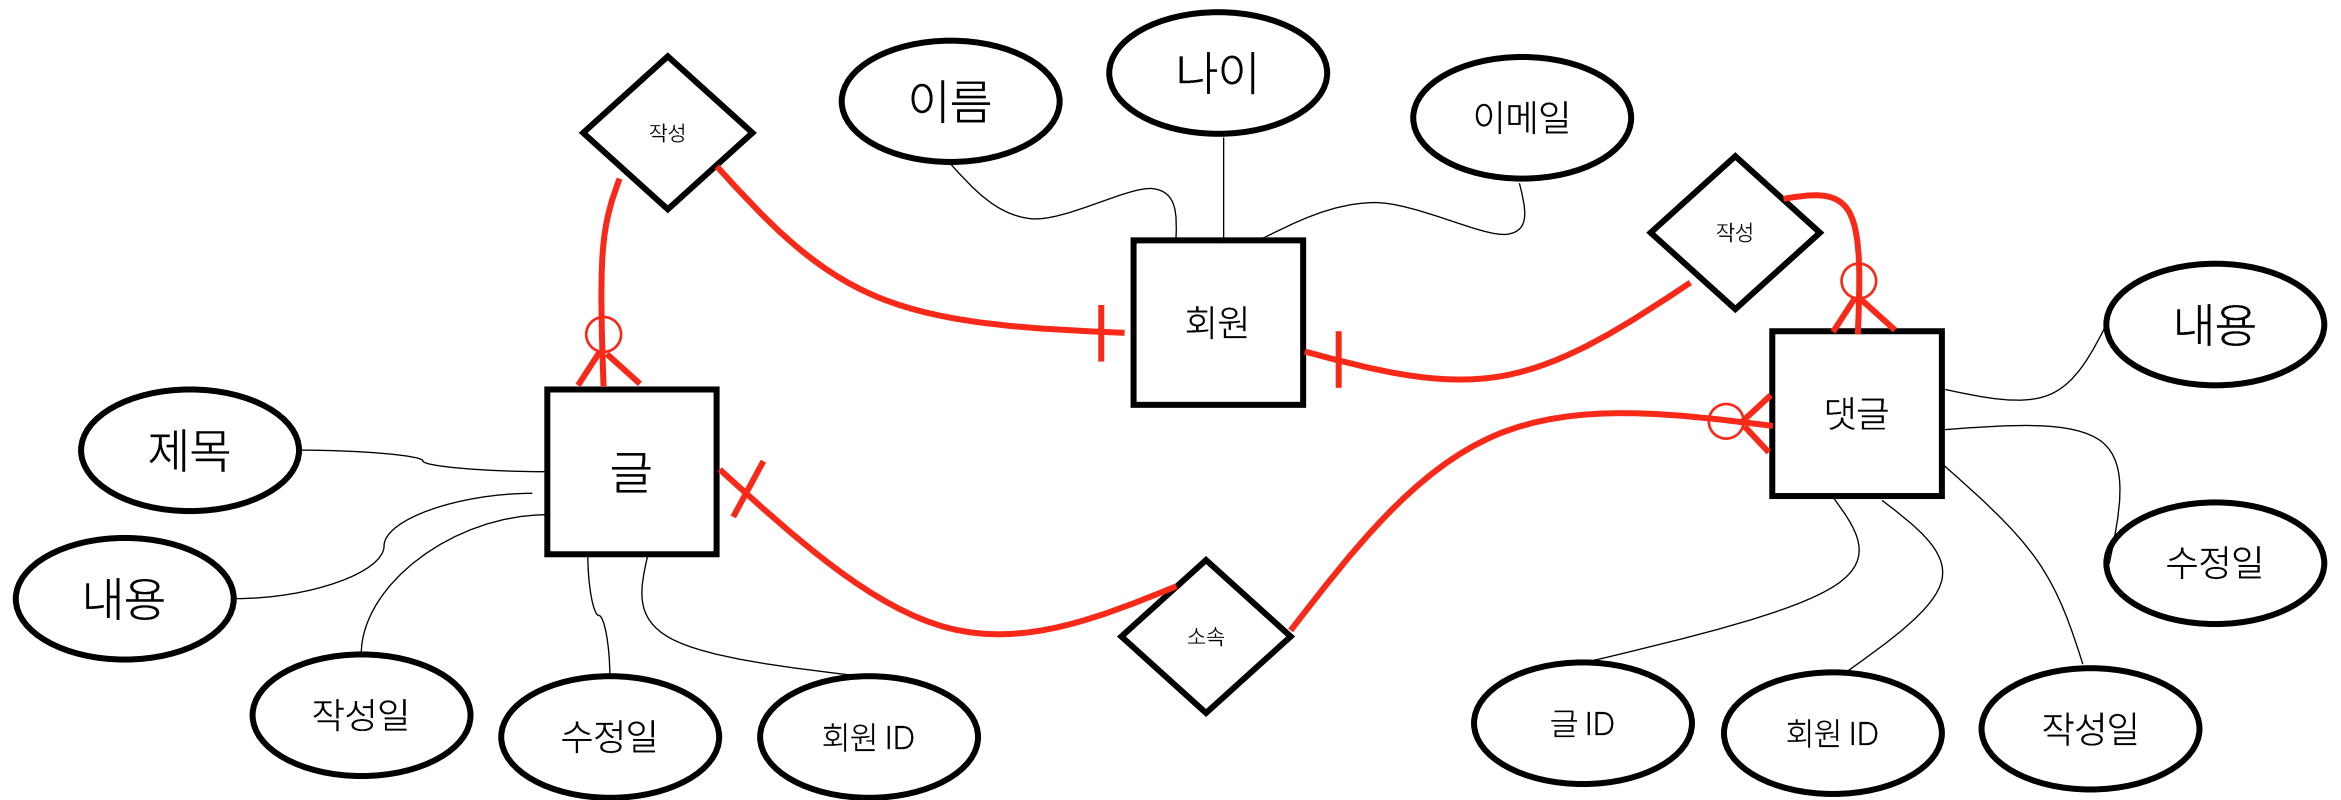 나이
이름
이메일
작성
작성
회원
내용
댓글
제목
글
수정일
내용
소속
작성일
수정일
회원 ID
글 ID
회원 ID
작성일